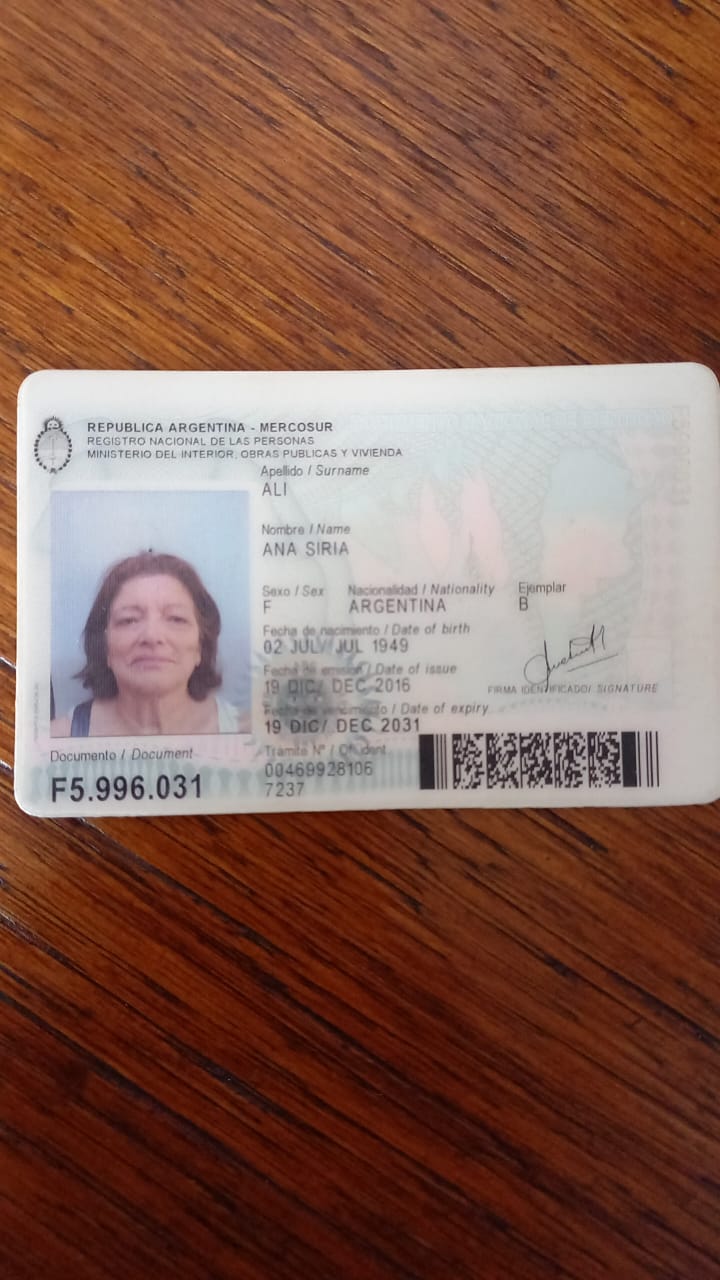 REPUBLICA ARGENTINA - MERCOSUR
REGISTRO NACIONAL DE LAS PERSONAS
MINISTERIO DEL INTERIOR, OBRAS PUBLICAS Y VIVIENDA
Apellido / Surname
ALI
Nombre / Name
ANA SIRIA
Sexo / Sex Nacionalidad / Nationality Ejemplar
F ARGENTINA B
Fecha de nacimiento / Date of birth
02 JUL/ JUL 1949
Fecha de emisión / Date of issue
19 DIC/ DEC 2016
FIRMA IDENTIFICADO/ SIGNATURE
Fecha de vencimiento / Date of expiry
19 DIC/ DEC 2031
Documento / Document
F5.996.031
Trámite N° / Of. ident.
00469928106
7237